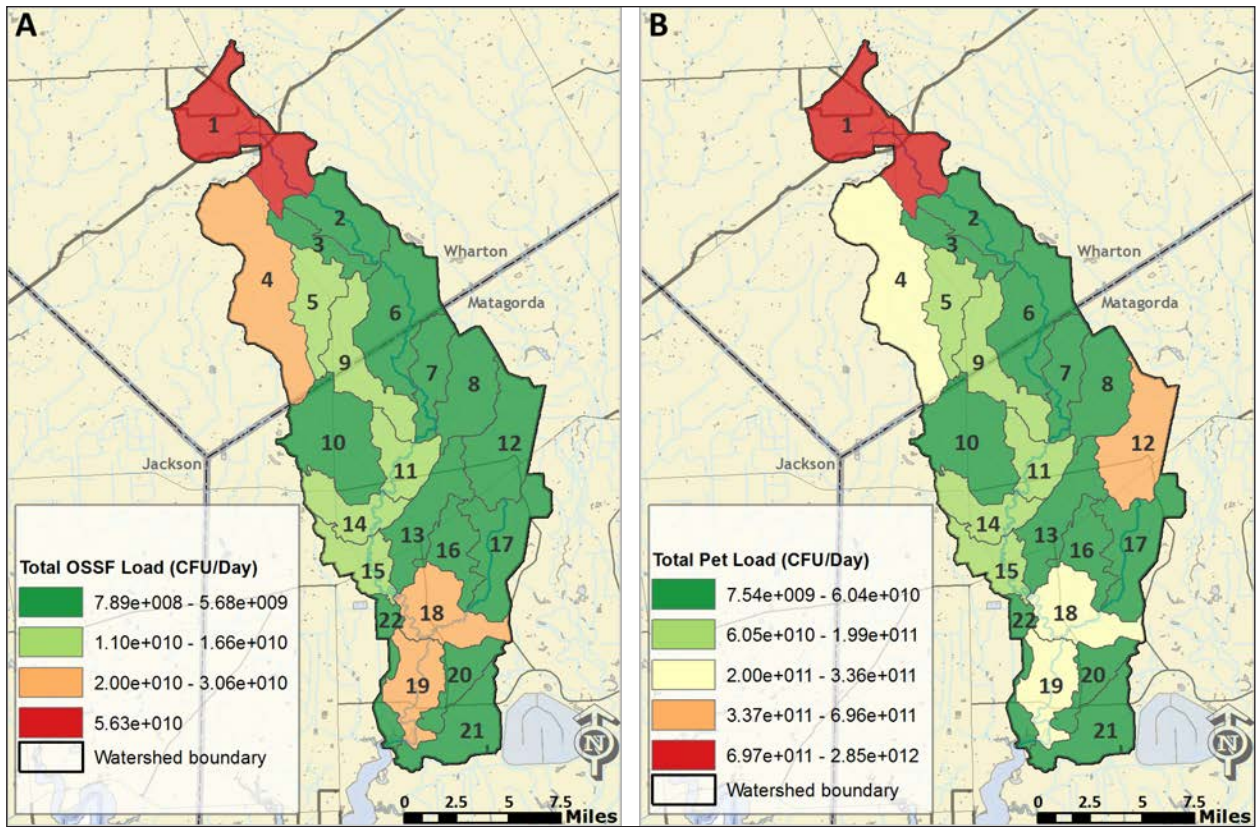 A
1
2
3
Wharton
4
5
6
Matagorda
9
7
8
10
12
Jackson
11
14
13
16
17
15
22
18
19
20
21
Total OSSF Load (CFU/Day)
7.89e+008 - 5.68e+009
1.10e+010 - 1.66e+010
2.00e+010 - 3.06e+010
5.63e+010
Watershed boundary
N
0 2.5 5 7.5
Miles
B
1
2
3
Wharton
4
5
6
Matagorda
9
7
8
10
12
Jackson
11
14
13
16
17
15
22
18
19
20
21
Total Pet Load (CFU/Day)
7.54e+009 - 6.04e+010
6.05e+010 - 1.99e+011
2.00e+011 - 3.36e+011
3.37e+011 - 6.96e+011
6.97e+011 - 2.85e+012
Watershed boundary
N
0 2.5 5 7.5
Miles